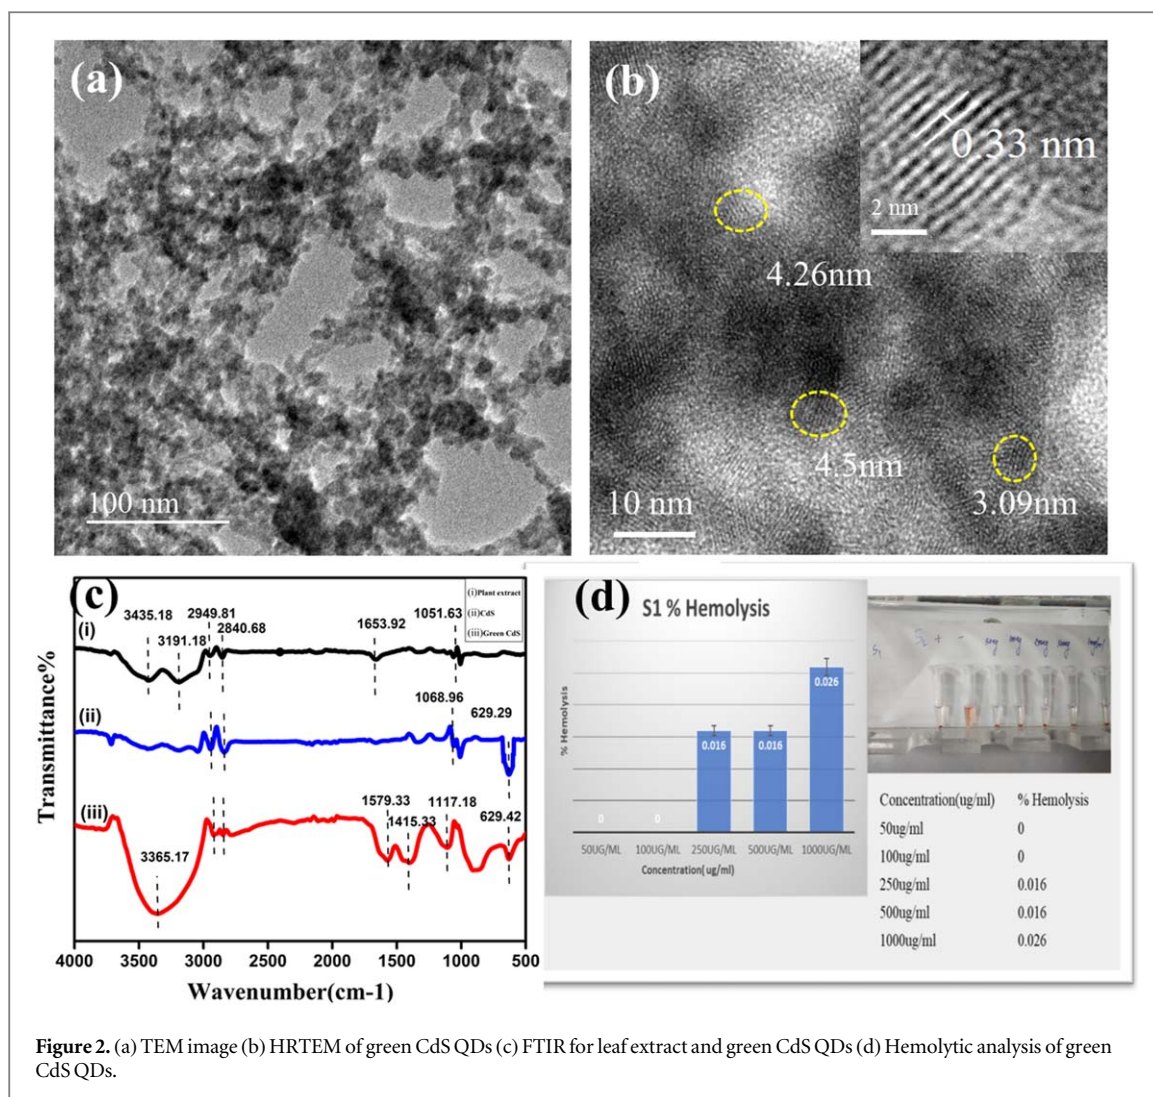 (a)
100 nm
(b)
0.33 nm
2 nm
4.26nm
4.5nm
3.09nm
10 nm
(c)
(i)Plant extract
(ii)CdS
(iii)Green CdS
3435.18
2949.81
3191.18
2840.68
1653.92
1051.63
(i)
1068.96
629.29
(ii)
(iii)
1579.33
1117.18
1415.33
629.42
3365.17
Transmittance%
4000 3500 3000 2500 2000 1500 1000 500
Wavenumber(cm-1)
(d)
S1 % Hemolysis
% Hemolysis
0
0
0.016
0.016
0.026
50UG/ML 100UG/ML 250UG/ML 500UG/ML 1000UG/ML
Concentration( ug/ml)
S1
+ -
Concentration(ug/ml) % Hemolysis
50ug/ml 0
100ug/ml 0
250ug/ml 0.016
500ug/ml 0.016
1000ug/ml 0.026
Figure 2. (a) TEM image (b) HRTEM of green CdS QDs (c) FTIR for leaf extract and green CdS QDs (d) Hemolytic analysis of green
CdS QDs.